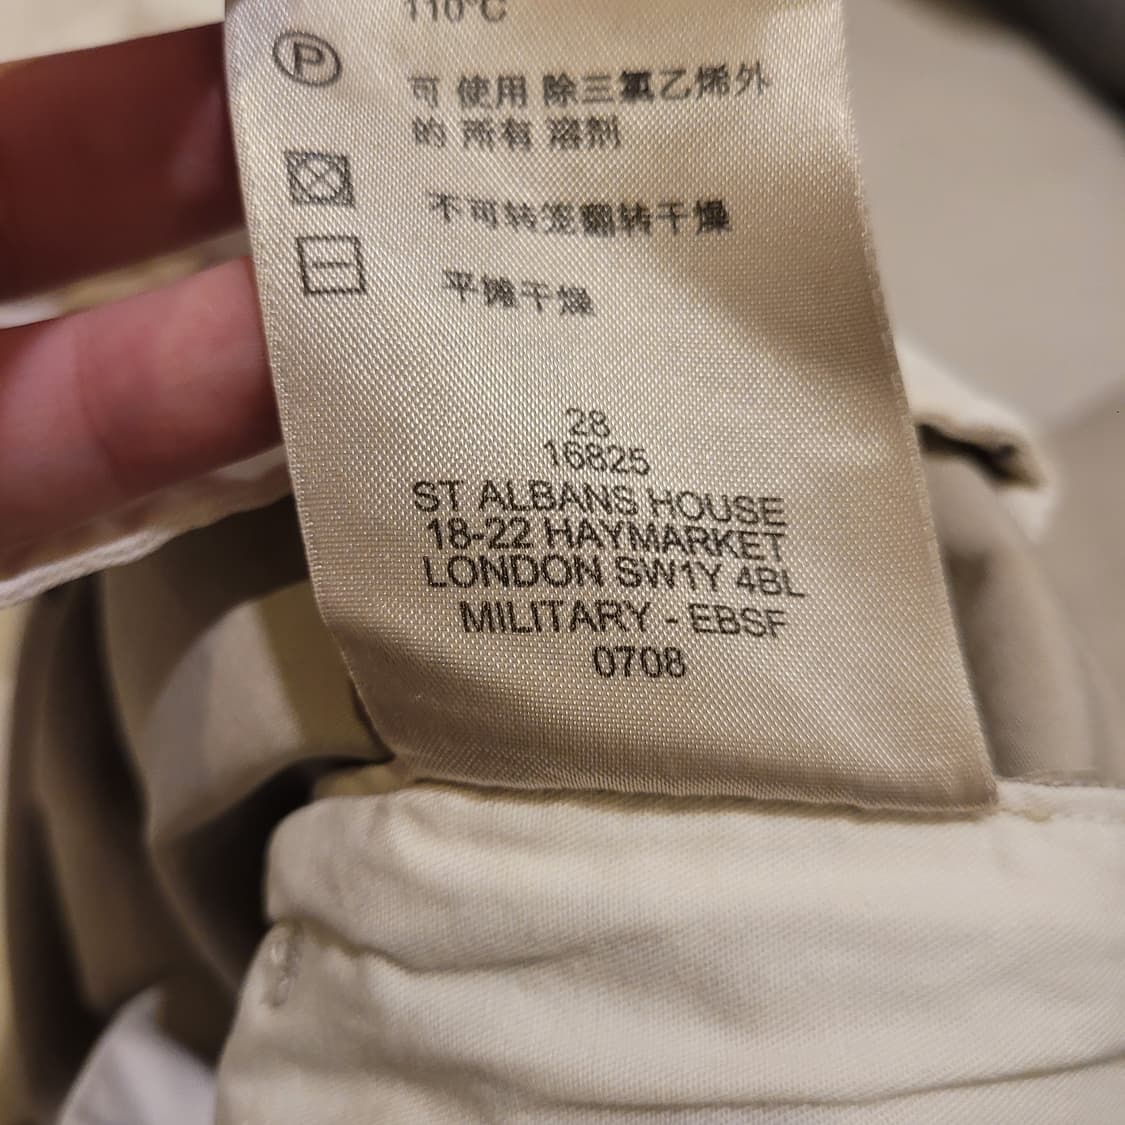 110°C
P
可 使用 除三氯乙烯外
的 所有 溶剂
不可转笼翻转干燥
平摊干燥
28
16825
ST ALBANS HOUSE
18-22 HAYMARKET
LONDON SW1Y 4BL
MILITARY - EBSF
0708